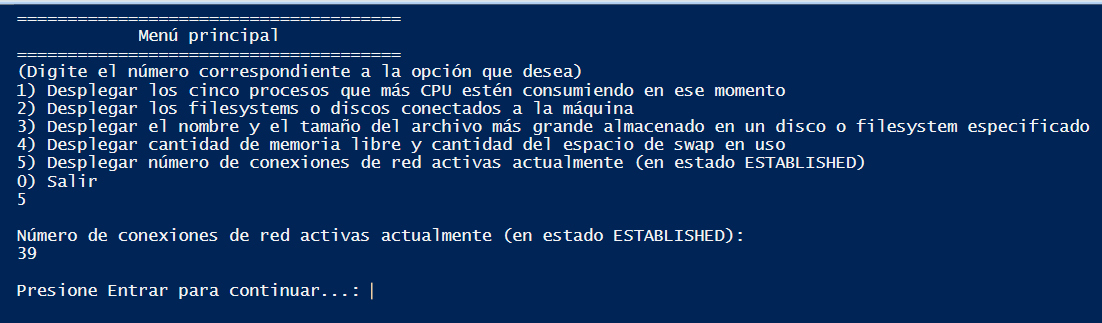 ======================================
Menú principal
======================================
(Digite el número correspondiente a la opción que desea)
1) Desplegar los cinco procesos que más CPU estén consumiendo en ese momento
2) Desplegar los filesystems o discos conectados a la máquina
3) Desplegar el nombre y el tamaño del archivo más grande almacenado en un disco o filesystem especificado
4) Desplegar cantidad de memoria libre y cantidad del espacio de swap en uso
5) Desplegar número de conexiones de red activas actualmente (en estado ESTABLISHED)
0) Salir
5
Número de conexiones de red activas actualmente (en estado ESTABLISHED):
39
Presione Entrar para continuar...: